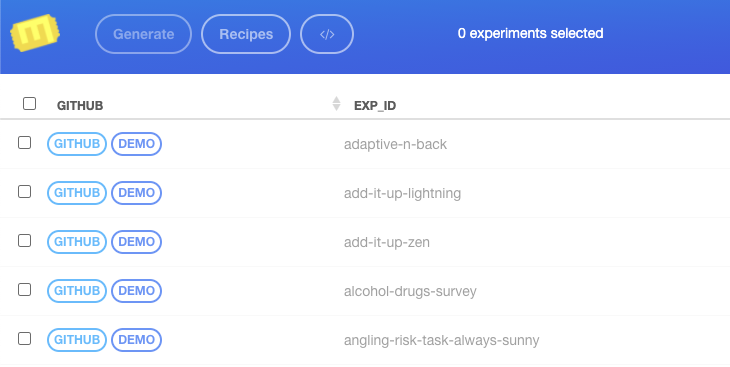 Generate Recipes </> 0 experiments selected
GITHUB EXP_ID
GITHUB DEMO adaptive-n-back
GITHUB DEMO add-it-up-lightning
GITHUB DEMO add-it-up-zen
GITHUB DEMO alcohol-drugs-survey
GITHUB DEMO angling-risk-task-always-sunny